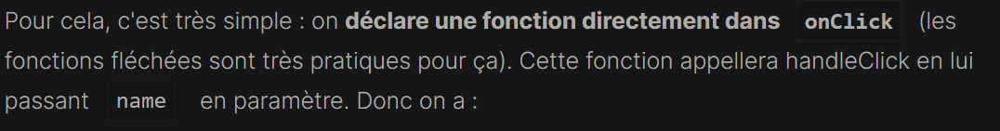 Pour cela, c'est très simple : on déclare une fonction directement dans onClick (les
fonctions fléchées sont très pratiques pour ça). Cette fonction appellera handleClick en lui
passant name en paramètre. Donc on a :